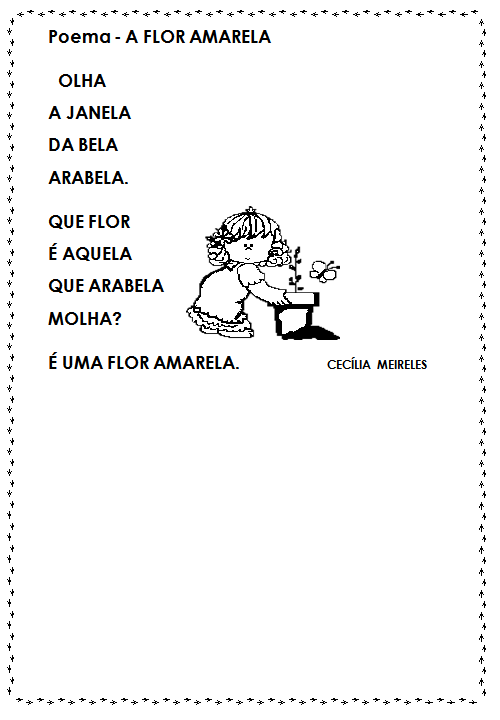 Poema - A FLOR AMARELA
OLHA
A JANELA
DA BELA
ARABELA.
QUE FLOR
É AQUELA
QUE ARABELA
MOLHA?
É UMA FLOR AMARELA.
CECÍLIA MEIRELES